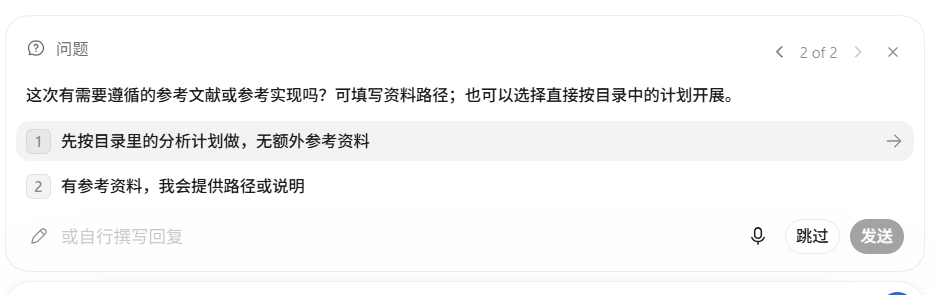 问题
2 of 2
这次有需要遵循的参考文献或参考实现吗？可填写资料路径；也可以选择直接按目录中的计划开展。
1 先按目录里的分析计划做，无额外参考资料
2 有参考资料，我会提供路径或说明
或自行撰写回复
跳过
发送